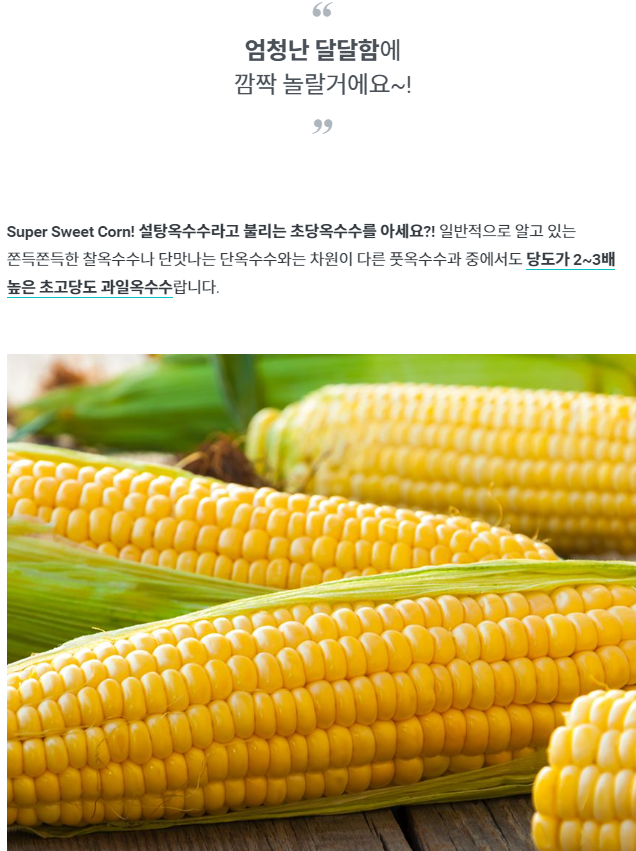 “
엄청난 달달함에
깜짝 놀랄거에요~!
”
Super Sweet Corn! 설탕옥수수라고 불리는 초당옥수수를 아세요?! 일반적으로 알고 있는
쫀득쫀득한 찰옥수수나 단맛나는 단옥수수와는 차원이 다른 풋옥수수과 중에서도 당도가 2~3배
높은 초고당도 과일옥수수랍니다.